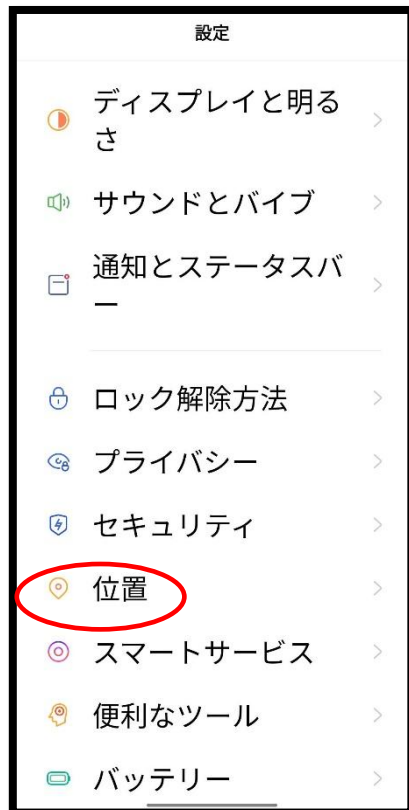 設定
ディスプレイと明る
さ
サウンドとバイブ
通知とステータスバ
ー
ロック解除方法
プライバシー
セキュリティ
位置
スマートサービス
便利なツール
バッテリー